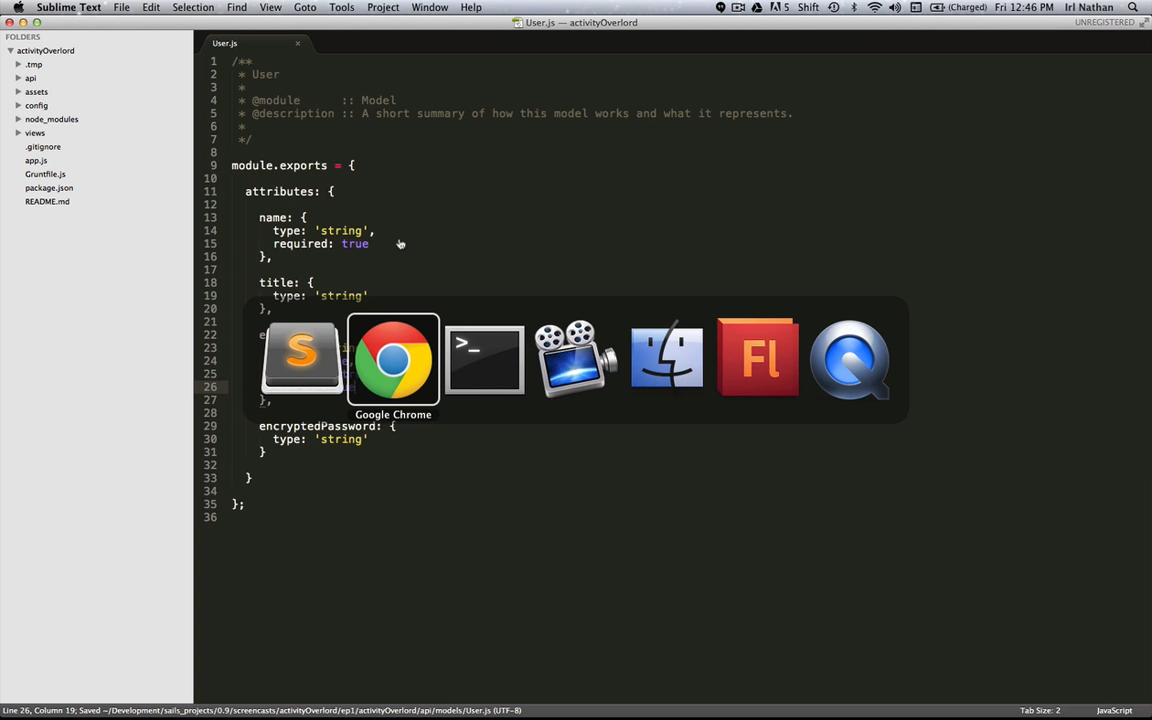 Sublime Text File Edit Selection Find View Goto Tools Project Window Help 5 Shift (Charged) Fri 12:46 PM Irl Nathan
User.js — activityOverlord UNREGISTERED
FOLDERS
activityOverlord
.tmp
api
assets
config
node_modules
views
.gitignore
app.js
Gruntfile.js
package.json
README.md
User.js ×
1 /**
2 * User
3 *
4 * @module :: Model
5 * @description :: A short summary of how this model works and what it represents.
6 *
7 */
8
9 module.exports = {
10
11 attributes: {
12
13 name: {
14 type: 'string',
15 required: true
16 },
17
18 title: {
19 type: 'string'
20 },
21
22 e
23
24
25
26
27 },
28
29 encryptedPassword: {
30 type: 'string'
31 }
32
33 }
34
35 };
36
S
>_
Fl
Google Chrome
Line 26, Column 19; Saved ~/Development/sails_projects/0.9/screencasts/activityOverlord/ep1/activityOverlord/api/models/User.js (UTF-8) Tab Size: 2 JavaScript